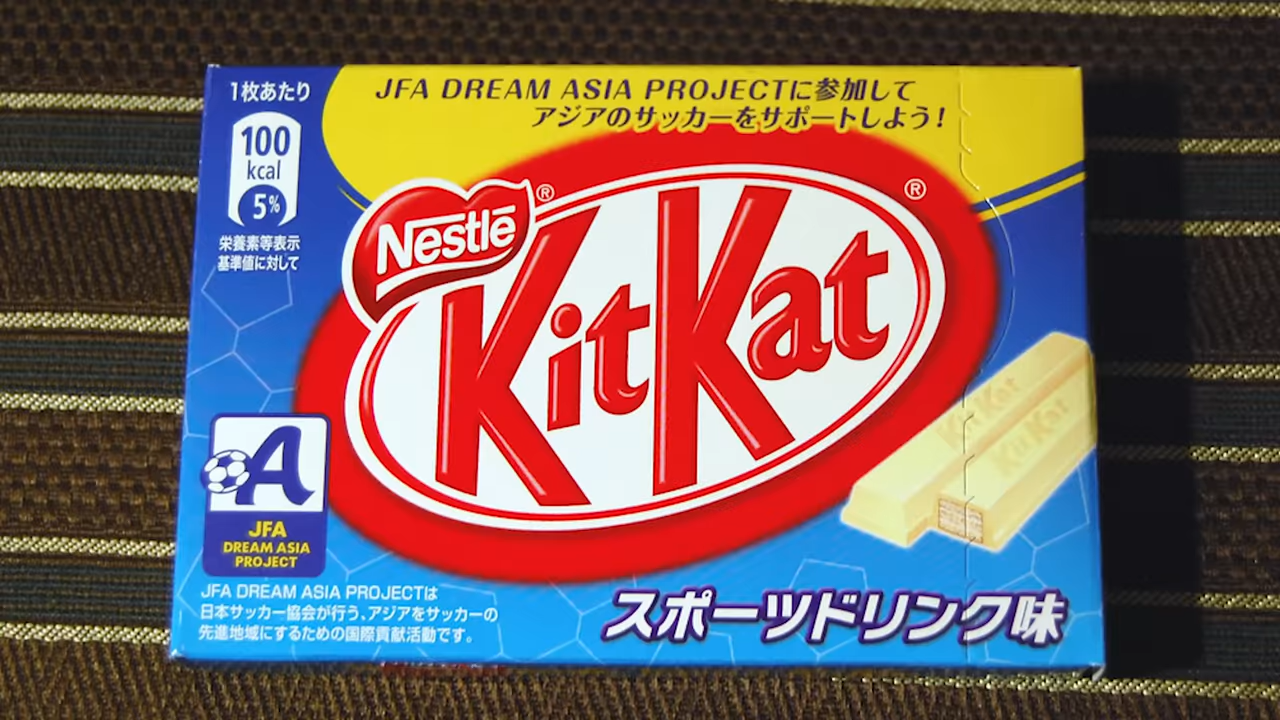 JFA DREAM ASIA PROJECTに参加して
アジアのサッカーをサポートしよう!
1枚あたり
100
kcal
5%
栄養素等表示
基準値に対して
Nestlē ®
KitKat ®
KitKat
KitKat
A
JFA
DREAM ASIA
PROJECT
JFA DREAM ASIA PROJECTは
日本サッカー協会が行う、アジアをサッカーの
先進地域にするための国際貢献活動です。
スポーツドリンク味